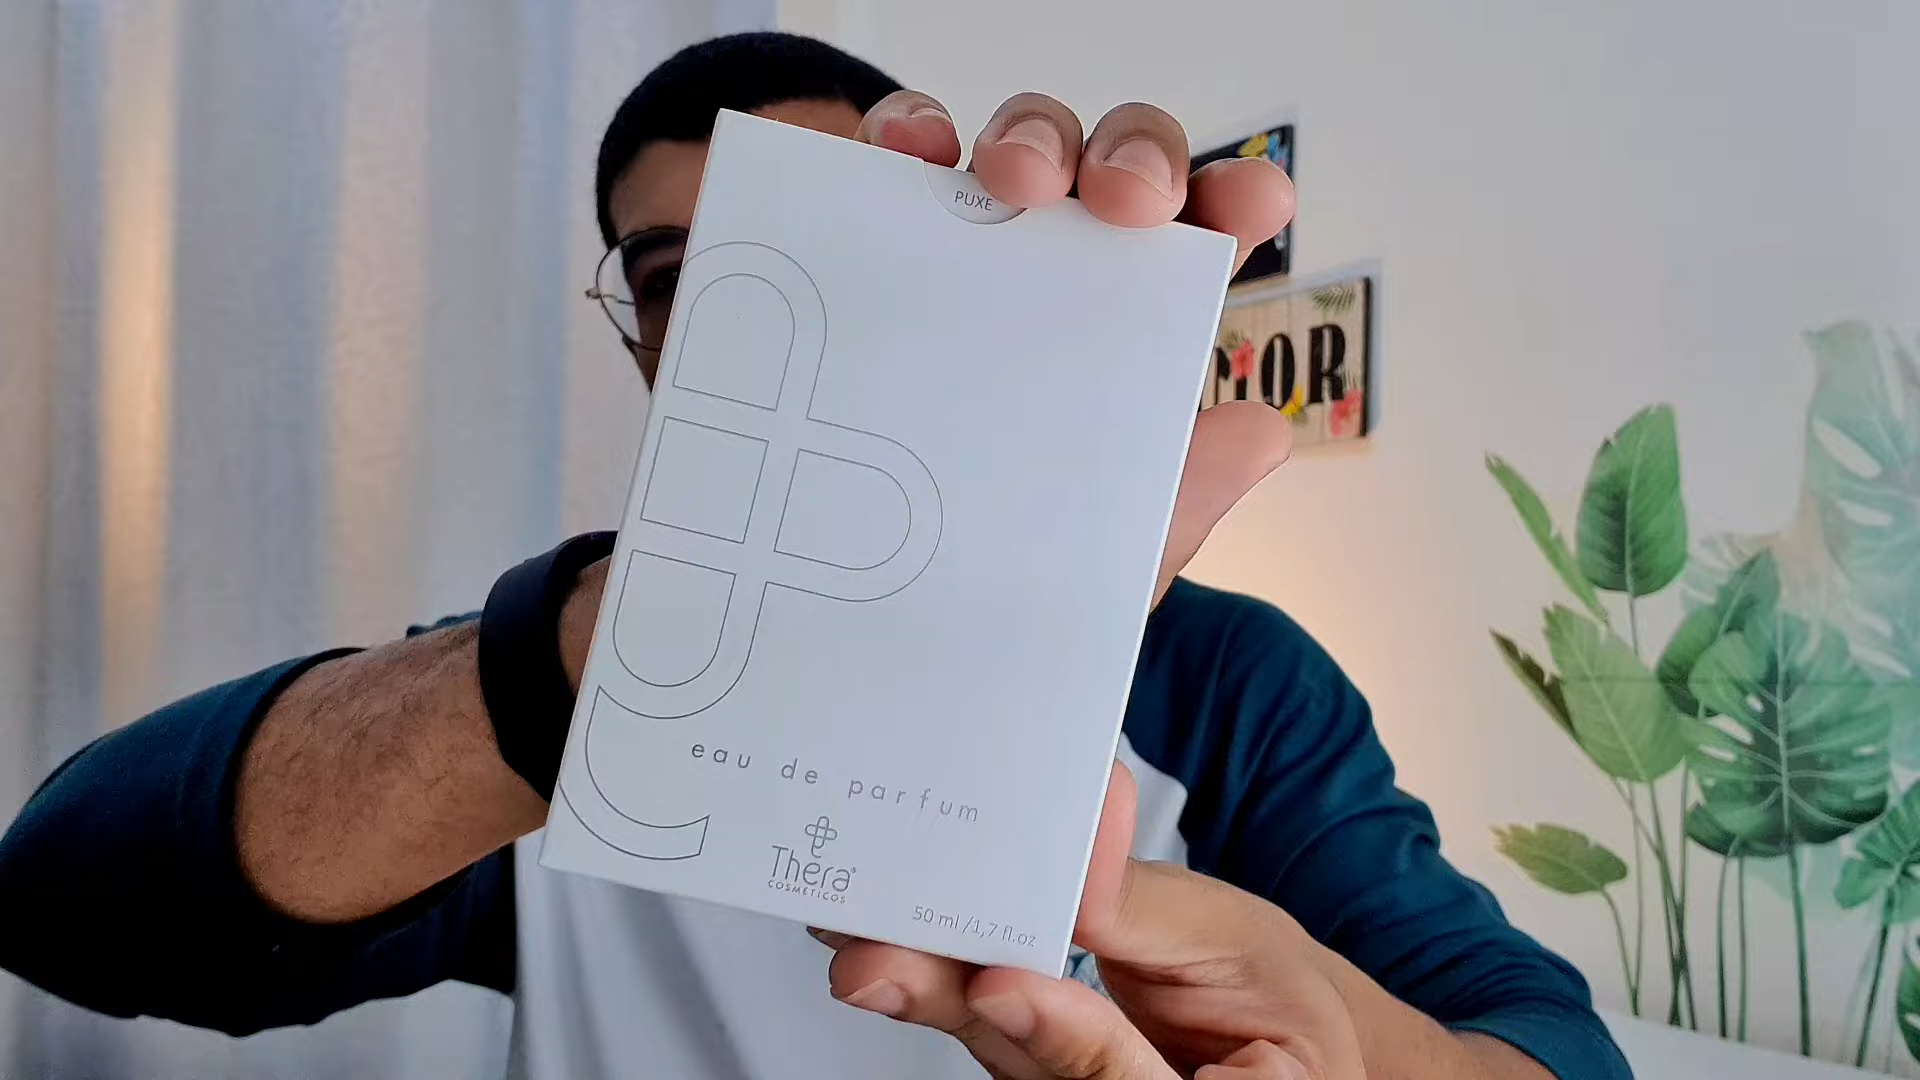 PUXE
eau de parfum
Thera
COSMÉTICOS
50 ml /1,7 fl.oz